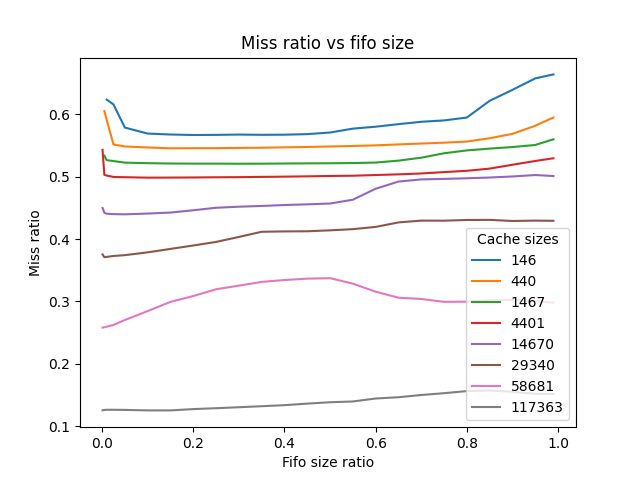 Miss ratio vs fifo size
Miss ratio
0.6
0.5
0.4
0.3
0.2
0.1
Cache sizes
146
440
1467
4401
14670
29340
58681
117363
0.0 0.2 0.4 0.6 0.8 1.0
Fifo size ratio